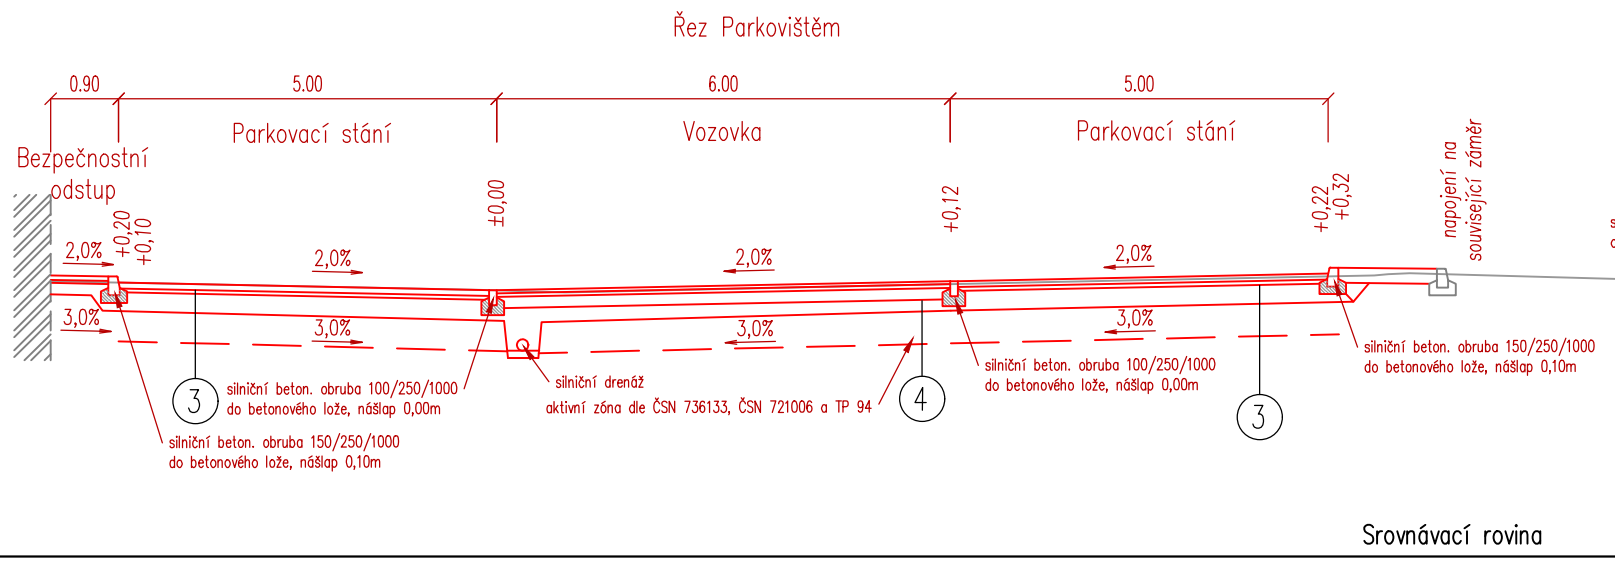 Řez Parkovištěm
0.90
5.00
6.00
5.00
Parkovací stání
Vozovka
Parkovací stání
Bezpečnostní
odstup
+0,20
+0,10
±0,00
+0,12
+0,22
+0,32
napojení na
související záměr
2,0%
2,0%
2,0%
2,0%
3,0%
3,0%
3,0%
3,0%
silniční beton. obruba 150/250/1000
do betonového lože, nášlap 0,10m
silniční beton. obruba 100/250/1000
do betonového lože, nášlap 0,00m
silniční drenáž
aktivní zóna dle ČSN 736133, ČSN 721006 a TP 94
silniční beton. obruba 100/250/1000
do betonového lože, nášlap 0,00m
silniční beton. obruba 150/250/1000
do betonového lože, nášlap 0,10m
3
4
3
Srovnávací rovina